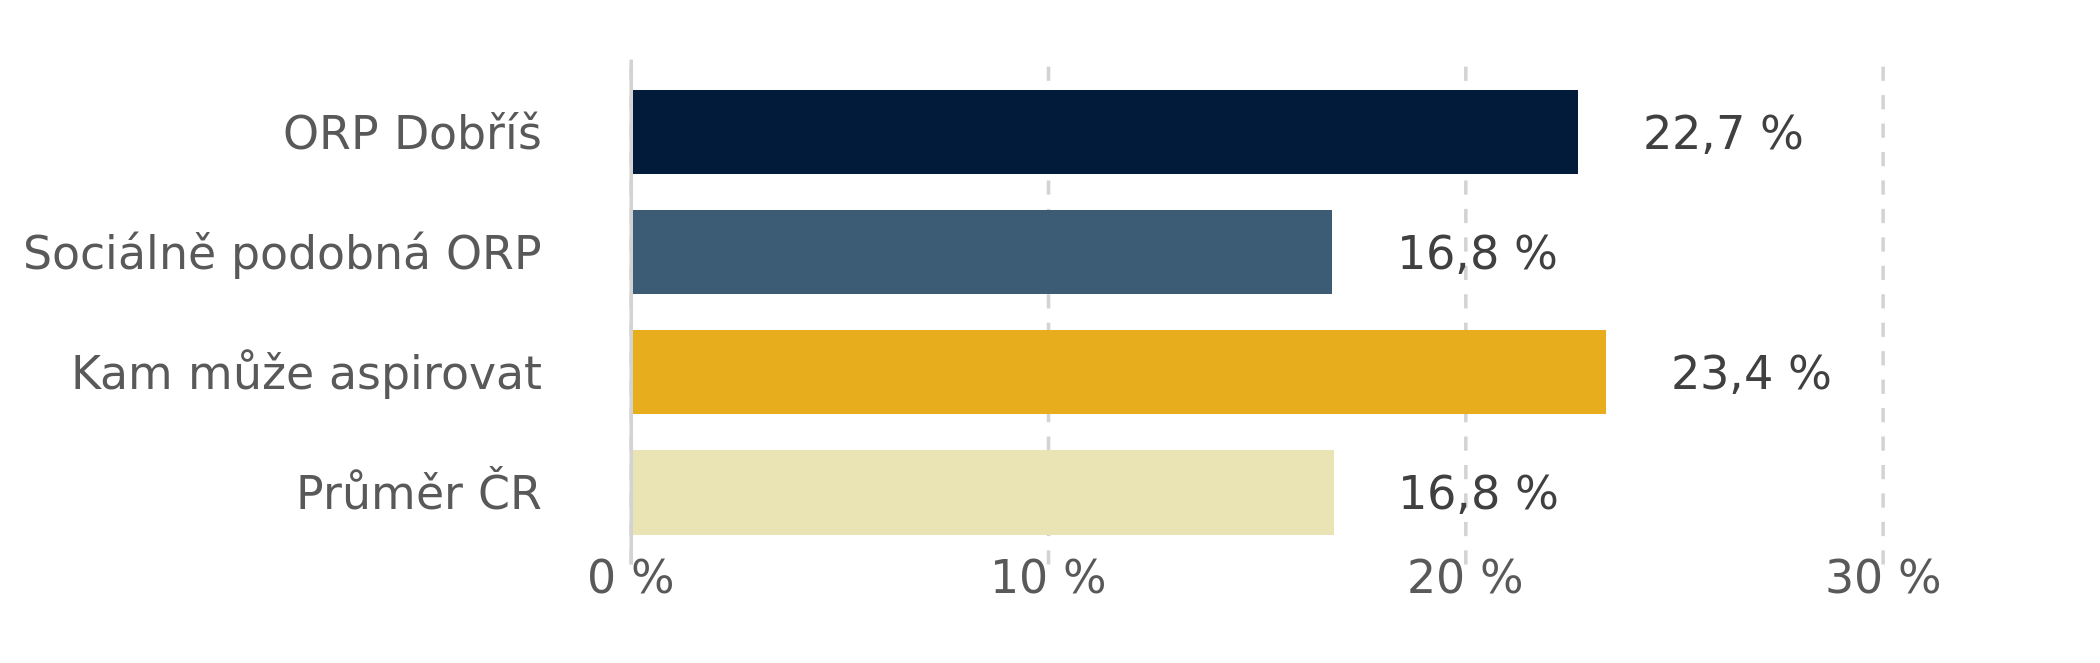 ORP Dobříš
22,7 %
Sociálně podobná ORP
16,8 %
Kam může aspirovat
23,4 %
Průměr ČR
16,8 %
0 % 10 % 20 % 30 %